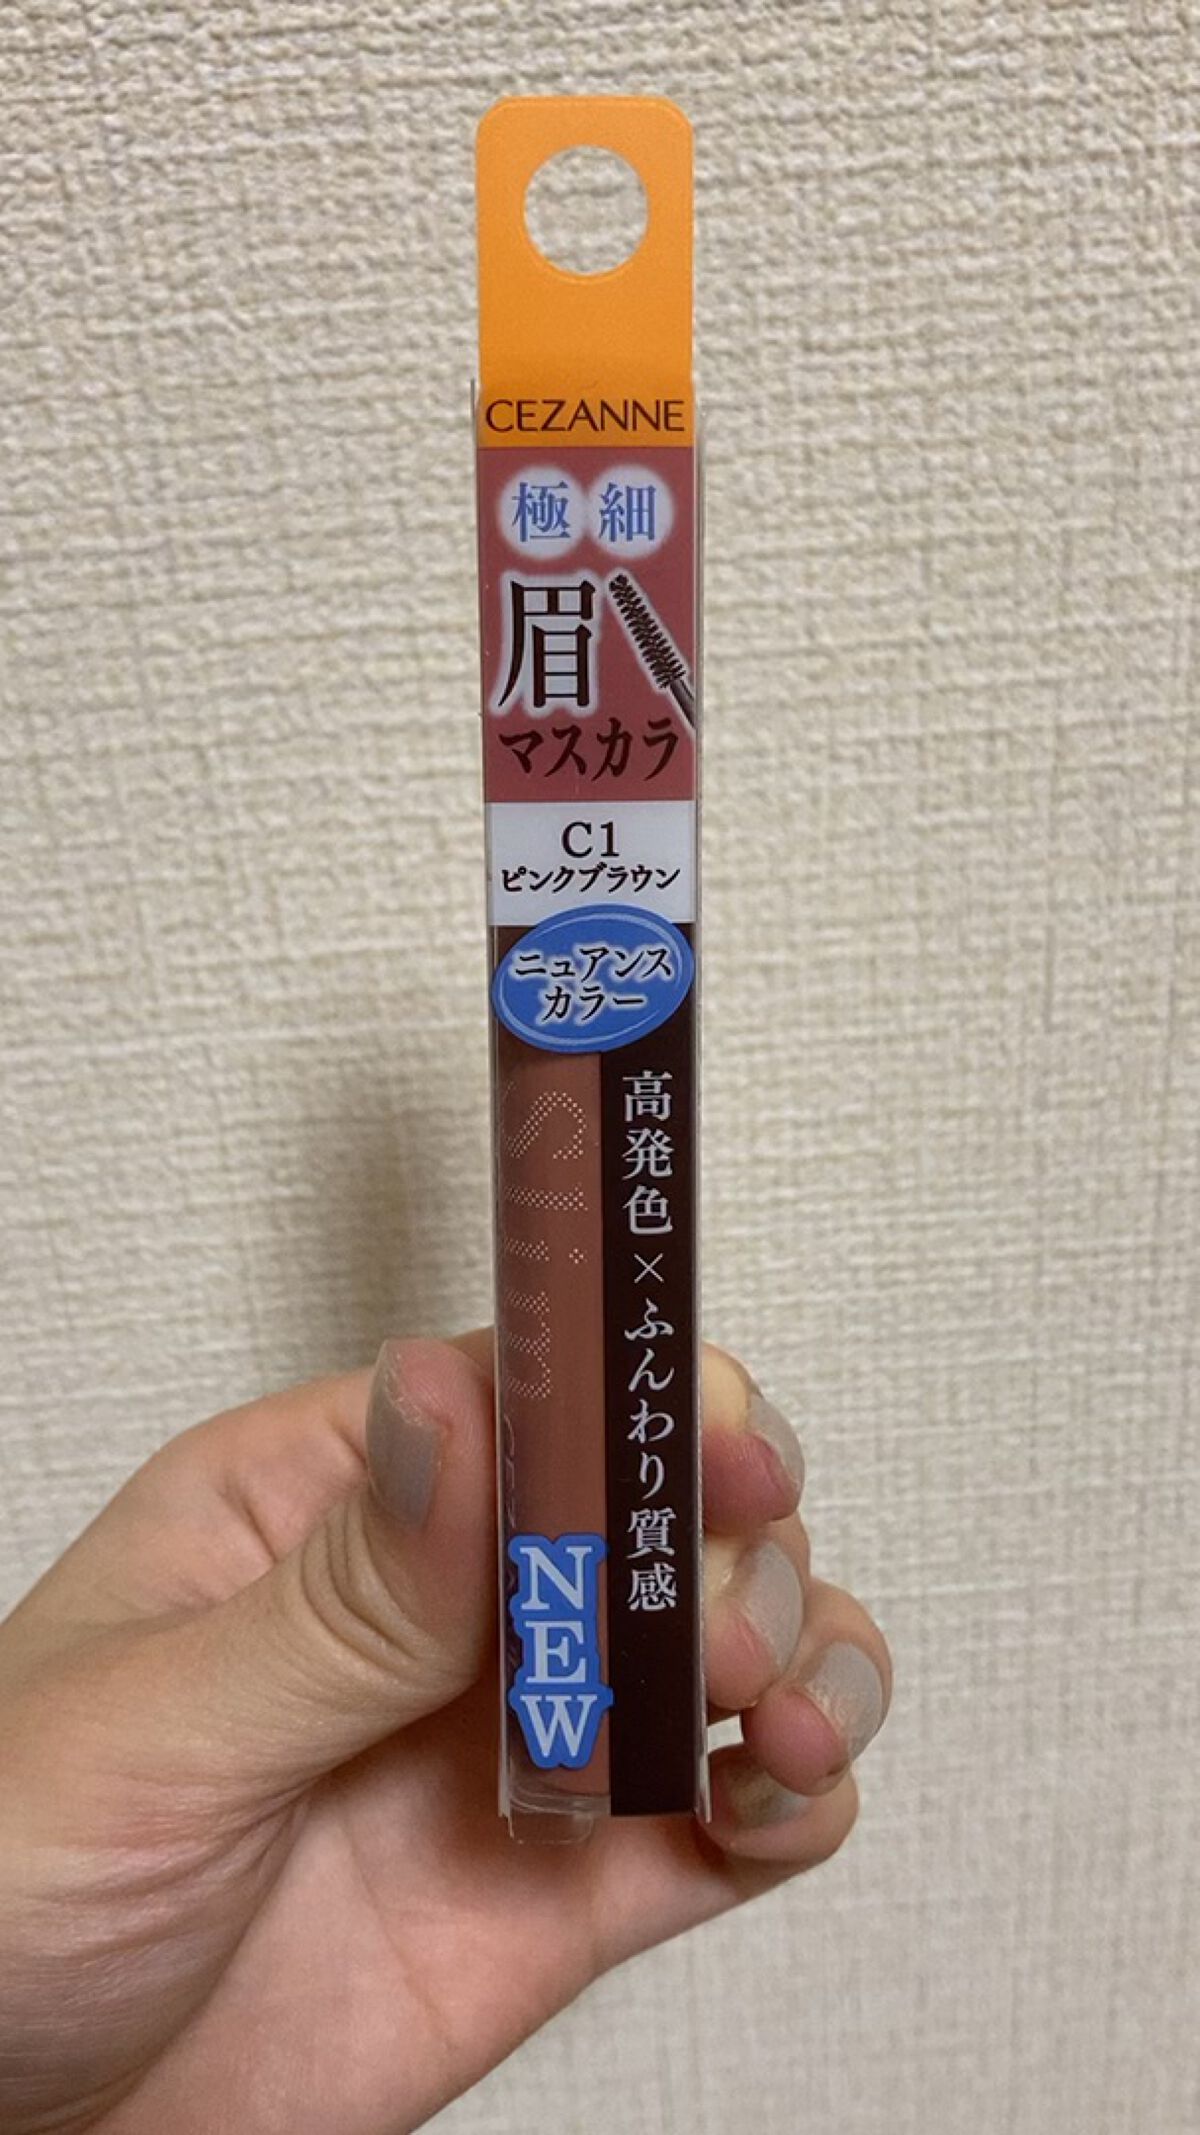 CEZANNE
極細
眉
マスカラ
C1
ピンクブラウン
ニュアンス
カラー
高発色×ふんわり質感
NEW